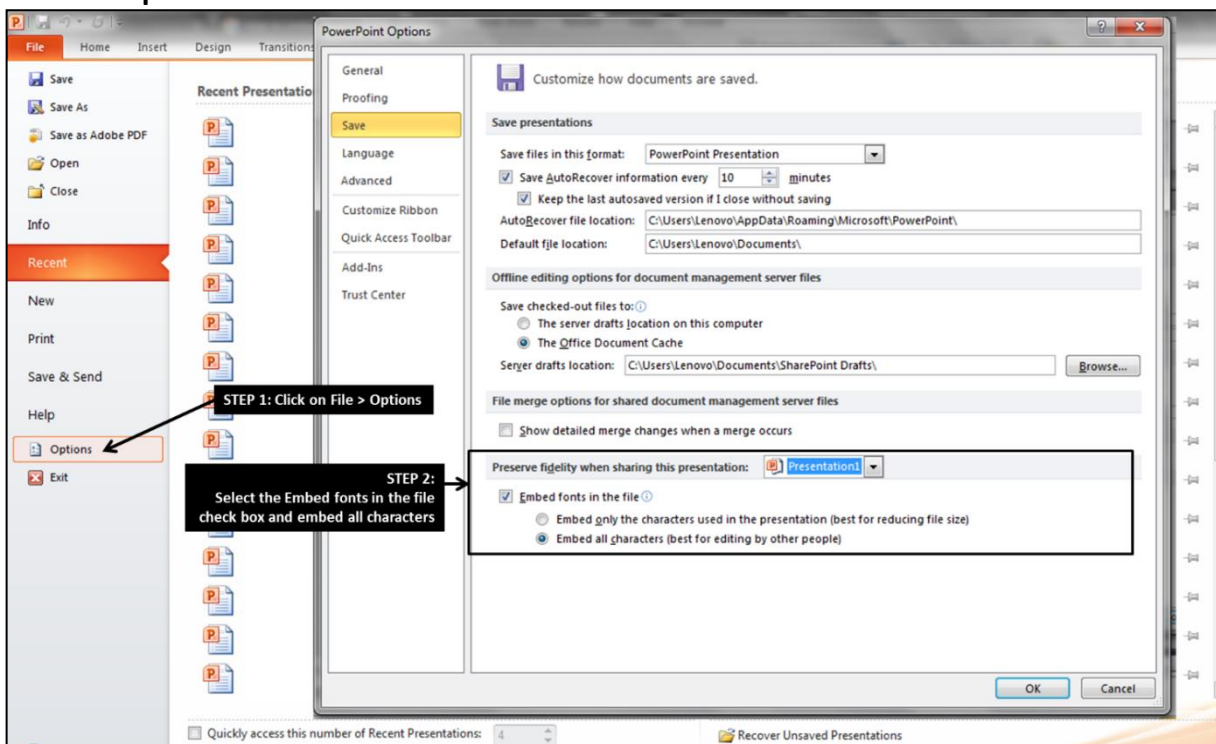 PowerPoint Options
File Home Insert Design Transitions
Save
Save As
Save as Adobe PDF
Open
Close
Info
Recent
New
Print
Save & Send
Help
Options
Exit
Recent Presentatio
STEP 1: Click on File > Options
STEP 2:
Select the Embed fonts in the file
check box and embed all characters
General
Proofing
Save
Language
Advanced
Customize Ribbon
Quick Access Toolbar
Add-Ins
Trust Center
Customize how documents are saved.
Save presentations
Save files in this format: PowerPoint Presentation
Save AutoRecover information every 10 minutes
Keep the last autosaved version if I close without saving
AutoRecover file location: C:\Users\Lenovo\AppData\Roaming\Microsoft\PowerPoint\
Default file location: C:\Users\Lenovo\Documents\
Offline editing options for document management server files
Save checked-out files to:
The server drafts location on this computer
The Office Document Cache
Server drafts location: C:\Users\Lenovo\Documents\SharePoint Drafts\ Browse...
File merge options for shared document management server files
Show detailed merge changes when a merge occurs
Preserve fidelity when sharing this presentation: Presentation1
Embed fonts in the file
Embed only the characters used in the presentation (best for reducing file size)
Embed all characters (best for editing by other people)
OK Cancel
Quickly access this number of Recent Presentations: 4
Recover Unsaved Presentations